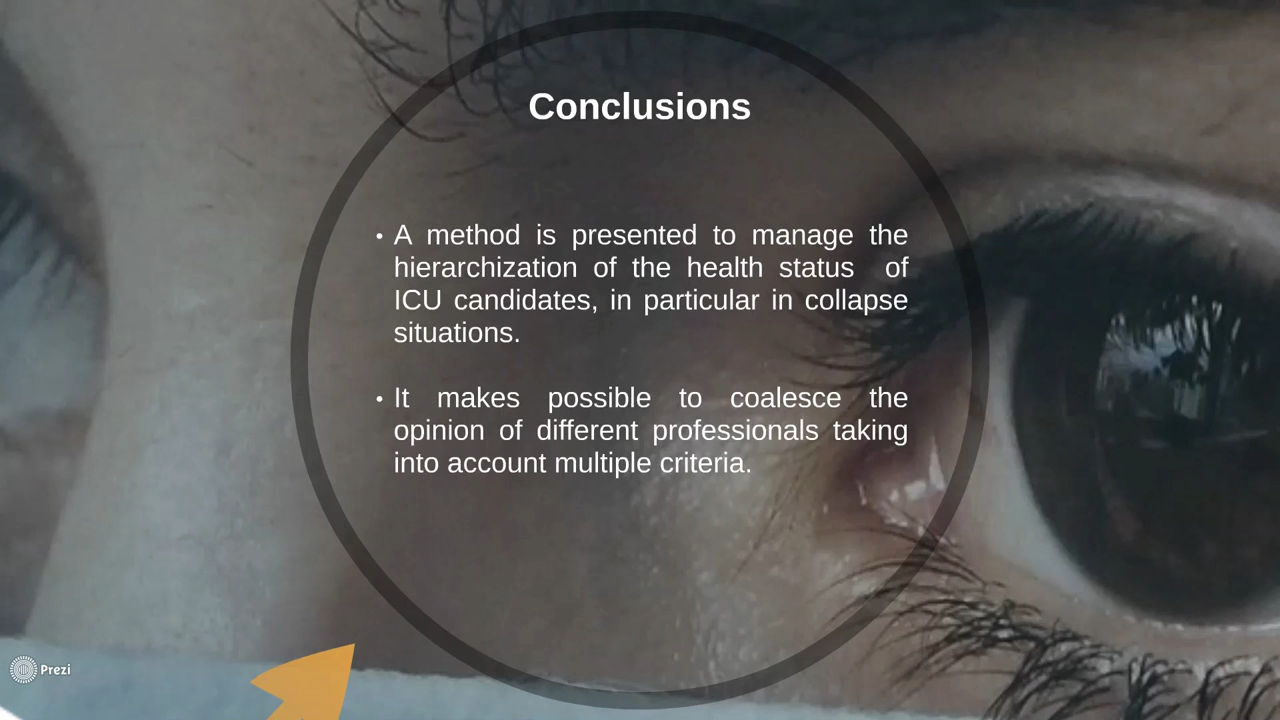 Conclusions
• A method is presented to manage the
hierarchization of the health status of
ICU candidates, in particular in collapse
situations.
• It makes possible to coalesce the
opinion of different professionals taking
into account multiple criteria.
Prezi